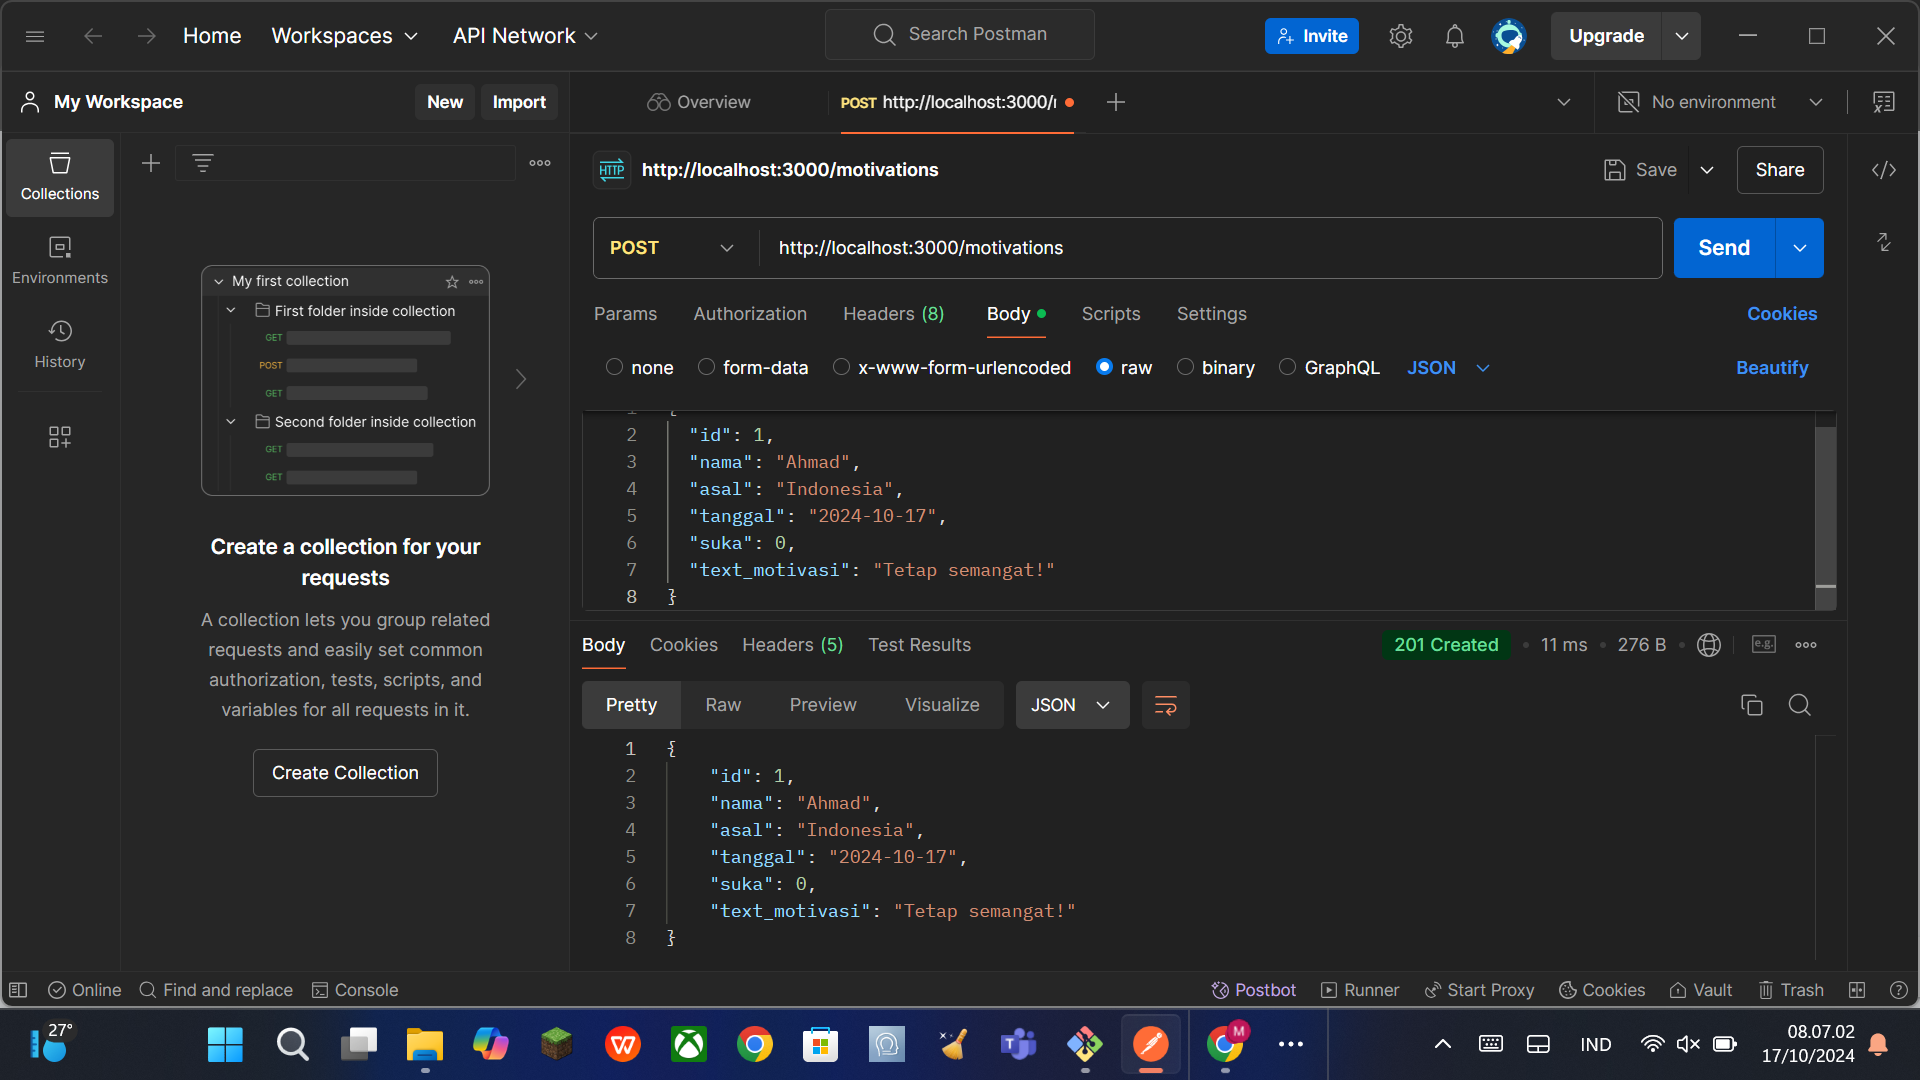 Home Workspaces API Network Search Postman Invite Upgrade
My Workspace New Import Overview POST http://localhost:3000/r No environment
Collections
Environments
History
My first collection
First folder inside collection
GET
POST
GET
Second folder inside collection
GET
GET
Create a collection for your
requests
A collection lets you group related
requests and easily set common
authorization, tests, scripts, and
variables for all requests in it.
Create Collection
HTTP http://localhost:3000/motivations Save Share
POST http://localhost:3000/motivations Send
Params Authorization Headers (8) Body Scripts Settings Cookies
none form-data x-www-form-urlencoded raw binary GraphQL JSON Beautify
1 {
2 "id": 1,
3 "nama": "Ahmad",
4 "asal": "Indonesia",
5 "tanggal": "2024-10-17",
6 "suka": 0,
7 "text_motivasi": "Tetap semangat!"
8 }
Body Cookies Headers (5) Test Results 201 Created 11 ms 276 B e.g.
Pretty Raw Preview Visualize JSON
1 {
2 "id": 1,
3 "nama": "Ahmad",
4 "asal": "Indonesia",
5 "tanggal": "2024-10-17",
6 "suka": 0,
7 "text_motivasi": "Tetap semangat!"
8 }
Online Find and replace Console Postbot Runner Start Proxy Cookies Vault Trash
27° W T M IND 08.07.02
17/10/2024